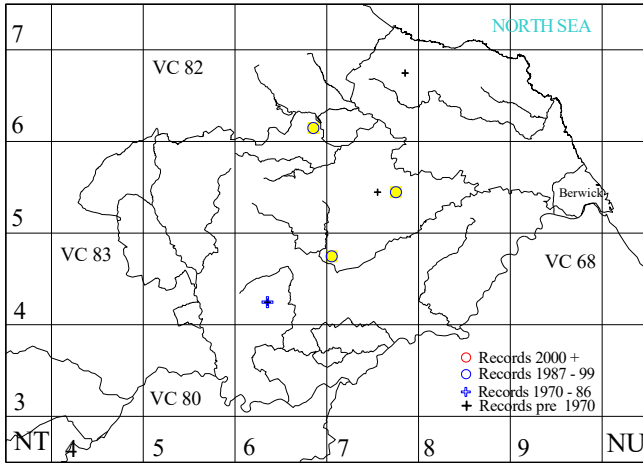 7
NORTH SEA
VC 82
6
Berwick
5
VC 83
VC 68
4
Records 2000 +
Records 1987 - 99
Records 1970 - 86
VC 80
Records pre 1970
3
NT 4 5 6 7 8 9 NU